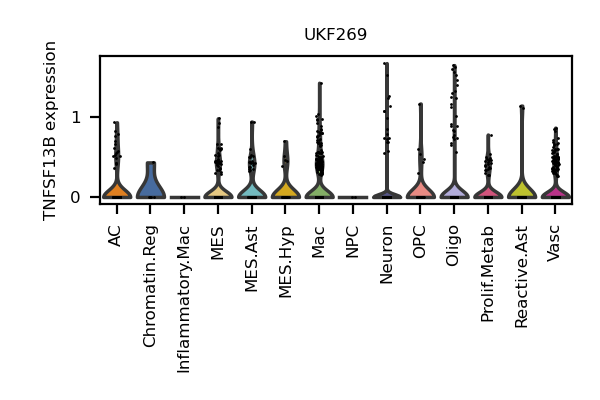 UKF269
TNFSF13B expression
1
0
AC
Chromatin.Reg
Inflammatory.Mac
MES
MES.Ast
MES.Hyp
Mac
NPC
Neuron
OPC
Oligo
Prolif.Metab
Reactive.Ast
Vasc